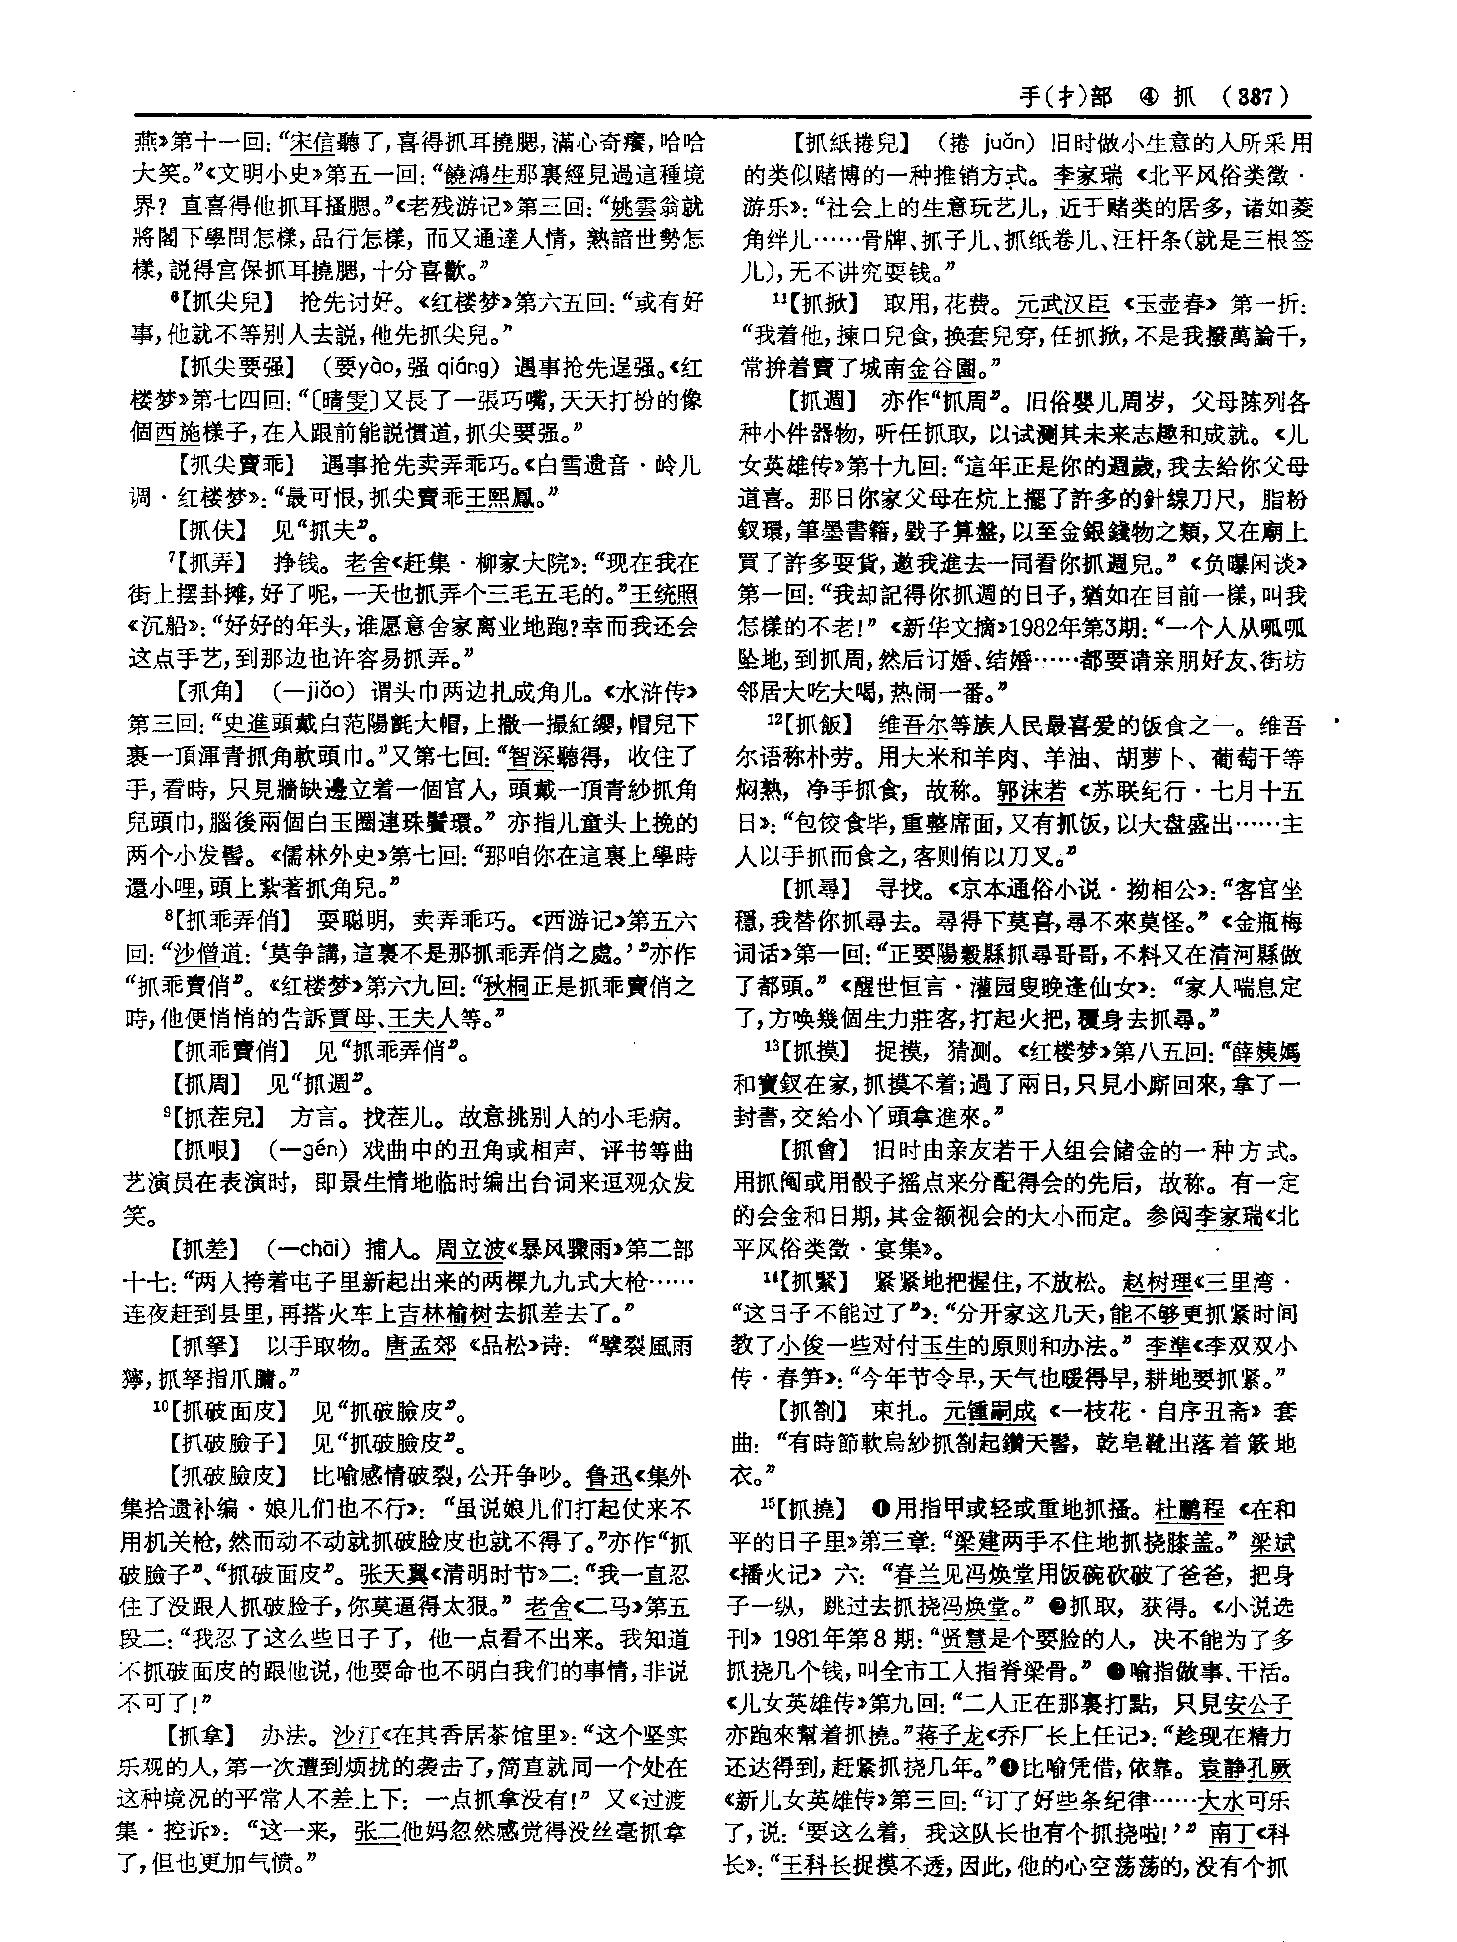 手(扌)部　④ 抓　(387)
燕》第十一回：“宋信聽了，喜得抓耳撓腮，滿心奇癢，哈哈
大笑。”《文明小史》第五一回：“饒鴻生那裏經見過這種境
界？直喜得他抓耳搔腮。”《老残游记》第三回：“姚雲翁就
將閣下學問怎樣，品行怎樣，而又通達人情，熟諳世勢怎
樣，説得宫保抓耳撓腮，十分喜歡。”
⁶【抓尖兒】　抢先讨好。《红楼梦》第六五回：“或有好
事，他就不等别人去説，他先抓尖兒。”
【抓尖要强】　（要yào，强 qiáng）遇事抢先逞强。《红
楼梦》第七四回：“〔晴雯〕又長了一張巧嘴，天天打扮的像
個西施樣子，在人跟前能説慣道，抓尖要强。”
【抓尖賣乖】　遇事抢先卖弄乖巧。《白雪遗音·岭儿
调·红楼梦》：“最可恨，抓尖賣乖王熙鳳。”
【抓伕】　见“抓夫”。
⁷【抓弄】　挣钱。老舍《赶集·柳家大院》：“现在我在
街上摆卦摊，好了呢，一天也抓弄个三毛五毛的。”王统照
《沉船》：“好好的年头，谁愿意舍家离业地跑？幸而我还会
这点手艺，到那边也许容易抓弄。”
【抓角】　（—jiǎo）谓头巾两边扎成角儿。《水浒传》
第三回：“史進頭戴白范陽氈大帽，上撒一撮紅纓，帽兒下
裹一頂渾青抓角軟頭巾。”又第七回：“智深聽得，收住了
手，看時，只見牆缺邊立着一個官人，頭戴一頂青紗抓角
兒頭巾，腦後兩個白玉圈連珠鬢環。”亦指儿童头上挽的
两个小发髻。《儒林外史》第七回：“那咱你在這裏上學時
還小哩，頭上紮著抓角兒。”
⁸【抓乖弄俏】　耍聪明，卖弄乖巧。《西游记》第五六
回：“沙僧道：‘莫争講，這裏不是那抓乖弄俏之處。’”亦作
“抓乖賣俏”。《红楼梦》第六九回：“秋桐正是抓乖賣俏之
時，他便悄悄的告訴賈母、王夫人等。”
【抓乖賣俏】　见“抓乖弄俏”。
【抓周】　见“抓週”。
⁹【抓茬兒】　方言。找茬儿。故意挑别人的小毛病。
【抓哏】　（—gén）戏曲中的丑角或相声、评书等曲
艺演员在表演时，即景生情地临时编出台词来逗观众发
笑。
【抓差】　（—chāi）捕人。周立波《暴风骤雨》第二部
十七：“两人挎着屯子里新起出来的两棵九九式大枪……
连夜赶到县里，再搭火车上吉林榆树去抓差去了。”
【抓拏】　以手取物。唐孟郊《品松》诗：“擘裂風雨
獰，抓拏指爪𦟛。”
¹⁰【抓破面皮】　见“抓破臉皮”。
【抓破臉子】　见“抓破臉皮”。
【抓破臉皮】　比喻感情破裂，公开争吵。鲁迅《集外
集拾遗补编·娘儿们也不行》：“虽说娘儿们打起仗来不
用机关枪，然而动不动就抓破脸皮也就不得了。”亦作“抓
破臉子”、“抓破面皮”。张天翼《清明时节》二：“我一直忍
住了没跟人抓破脸子，你莫逼得太狠。”老舍《二马》第五
段二：“我忍了这么些日子了，他一点看不出来。我知道
不抓破面皮的跟他说，他要命也不明白我们的事情，非说
不可了！”
【抓拿】　办法。沙汀《在其香居茶馆里》：“这个坚实
乐观的人，第一次遭到烦扰的袭击了，简直就同一个处在
这种境况的平常人不差上下：一点抓拿没有！”又《过渡
集·控诉》：“这一来，张二他妈忽然感觉得没丝毫抓拿
了，但也更加气愤。”
【抓紙捲兒】　（捲 juǎn）旧时做小生意的人所采用
的类似赌博的一种推销方式。李家瑞《北平风俗类徵·
游乐》：“社会上的生意玩艺儿，近于赌类的居多，诸如菱
角绊儿……骨牌、抓子儿、抓纸卷儿、汪杆条（就是三根签
儿），无不讲究耍钱。”
¹¹【抓掀】　取用，花费。元武汉臣《玉壶春》第一折：
“我着他，揀口兒食，换套兒穿，任抓掀，不是我撥萬論千，
常拚着賣了城南金谷園。”
【抓週】　亦作“抓周”。旧俗婴儿周岁，父母陈列各
种小件器物，听任抓取，以试测其未来志趣和成就。《儿
女英雄传》第十九回：“這年正是你的週歲，我去給你父母
道喜。那日你家父母在炕上擺了許多的針線刀尺，脂粉
釵環，筆墨書籍，戥子算盤，以至金銀錢物之類，又在廟上
買了許多耍貨，邀我進去一同看你抓週兒。”《负曝闲谈》
第一回：“我却記得你抓週的日子，猶如在目前一樣，叫我
怎樣的不老！”《新华文摘》1982年第3期：“一个人从呱呱
坠地，到抓周，然后订婚、结婚……都要请亲朋好友、街坊
邻居大吃大喝，热闹一番。”
¹²【抓飯】　维吾尔等族人民最喜爱的饭食之一。维吾
尔语称朴劳。用大米和羊肉、羊油、胡萝卜、葡萄干等
焖熟，净手抓食，故称。郭沫若《苏联纪行·七月十五
日》：“包饺食毕，重整席面，又有抓饭，以大盘盛出……主
人以手抓而食之，客则侑以刀叉。”
【抓尋】　寻找。《京本通俗小说·拗相公》：“客官坐
穩，我替你抓尋去。尋得下莫喜，尋不來莫怪。”《金瓶梅
词话》第一回：“正要陽穀縣抓尋哥哥，不料又在清河縣做
了都頭。”《醒世恒言·灌园叟晚逢仙女》：“家人喘息定
了，方唤幾個生力莊客，打起火把，覆身去抓尋。”
¹³【抓摸】　捉摸，猜测。《红楼梦》第八五回：“薛姨媽
和寶釵在家，抓摸不着；過了兩日，只見小廝回來，拿了一
封書，交給小丫頭拿進來。”
【抓會】　旧时由亲友若干人组会储金的一种方式。
用抓阄或用骰子摇点来分配得会的先后，故称。有一定
的会金和日期，其金额视会的大小而定。参阅李家瑞《北
平风俗类徵·宴集》。
¹⁴【抓緊】　紧紧地把握住，不放松。赵树理《三里湾·
“这日子不能过了”》：“分开家这几天，能不够更抓紧时间
教了小俊一些对付玉生的原则和办法。”李準《李双双小
传·春笋》：“今年节令早，天气也暖得早，耕地要抓紧。”
【抓劄】　束扎。元锺嗣成《一枝花·自序丑斋》套
曲：“有時節軟烏紗抓劄起鑽天髻，乾皂靴出落着簌地
衣。”
¹⁵【抓撓】　❶用指甲或轻或重地抓搔。杜鹏程《在和
平的日子里》第三章：“梁建两手不住地抓挠膝盖。”梁斌
《播火记》六：“春兰见冯焕堂用饭碗砍破了爸爸，把身
子一纵，跳过去抓挠冯焕堂。”❷抓取，获得。《小说选
刊》1981年第8期：“贤慧是个要脸的人，决不能为了多
抓挠几个钱，叫全市工人指脊梁骨。”❸喻指做事、干活。
《儿女英雄传》第九回：“二人正在那裏打點，只見安公子
亦跑來幫着抓撓。”蒋子龙《乔厂长上任记》：“趁现在精力
还达得到，赶紧抓挠几年。”❹比喻凭借，依靠。袁静孔厥
《新儿女英雄传》第三回：“订了好些条纪律……大水可乐
了，说：‘要这么着，我这队长也有个抓挠啦！’”南丁《科
长》：“王科长捉摸不透，因此，他的心空荡荡的，没有个抓